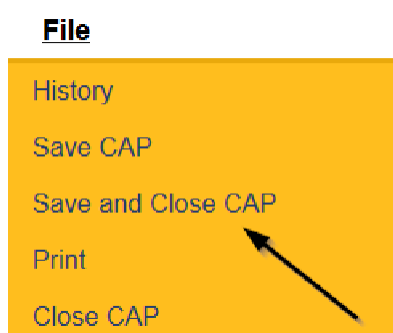 File
History
Save CAP
Save and Close CAP
Print
Close CAP